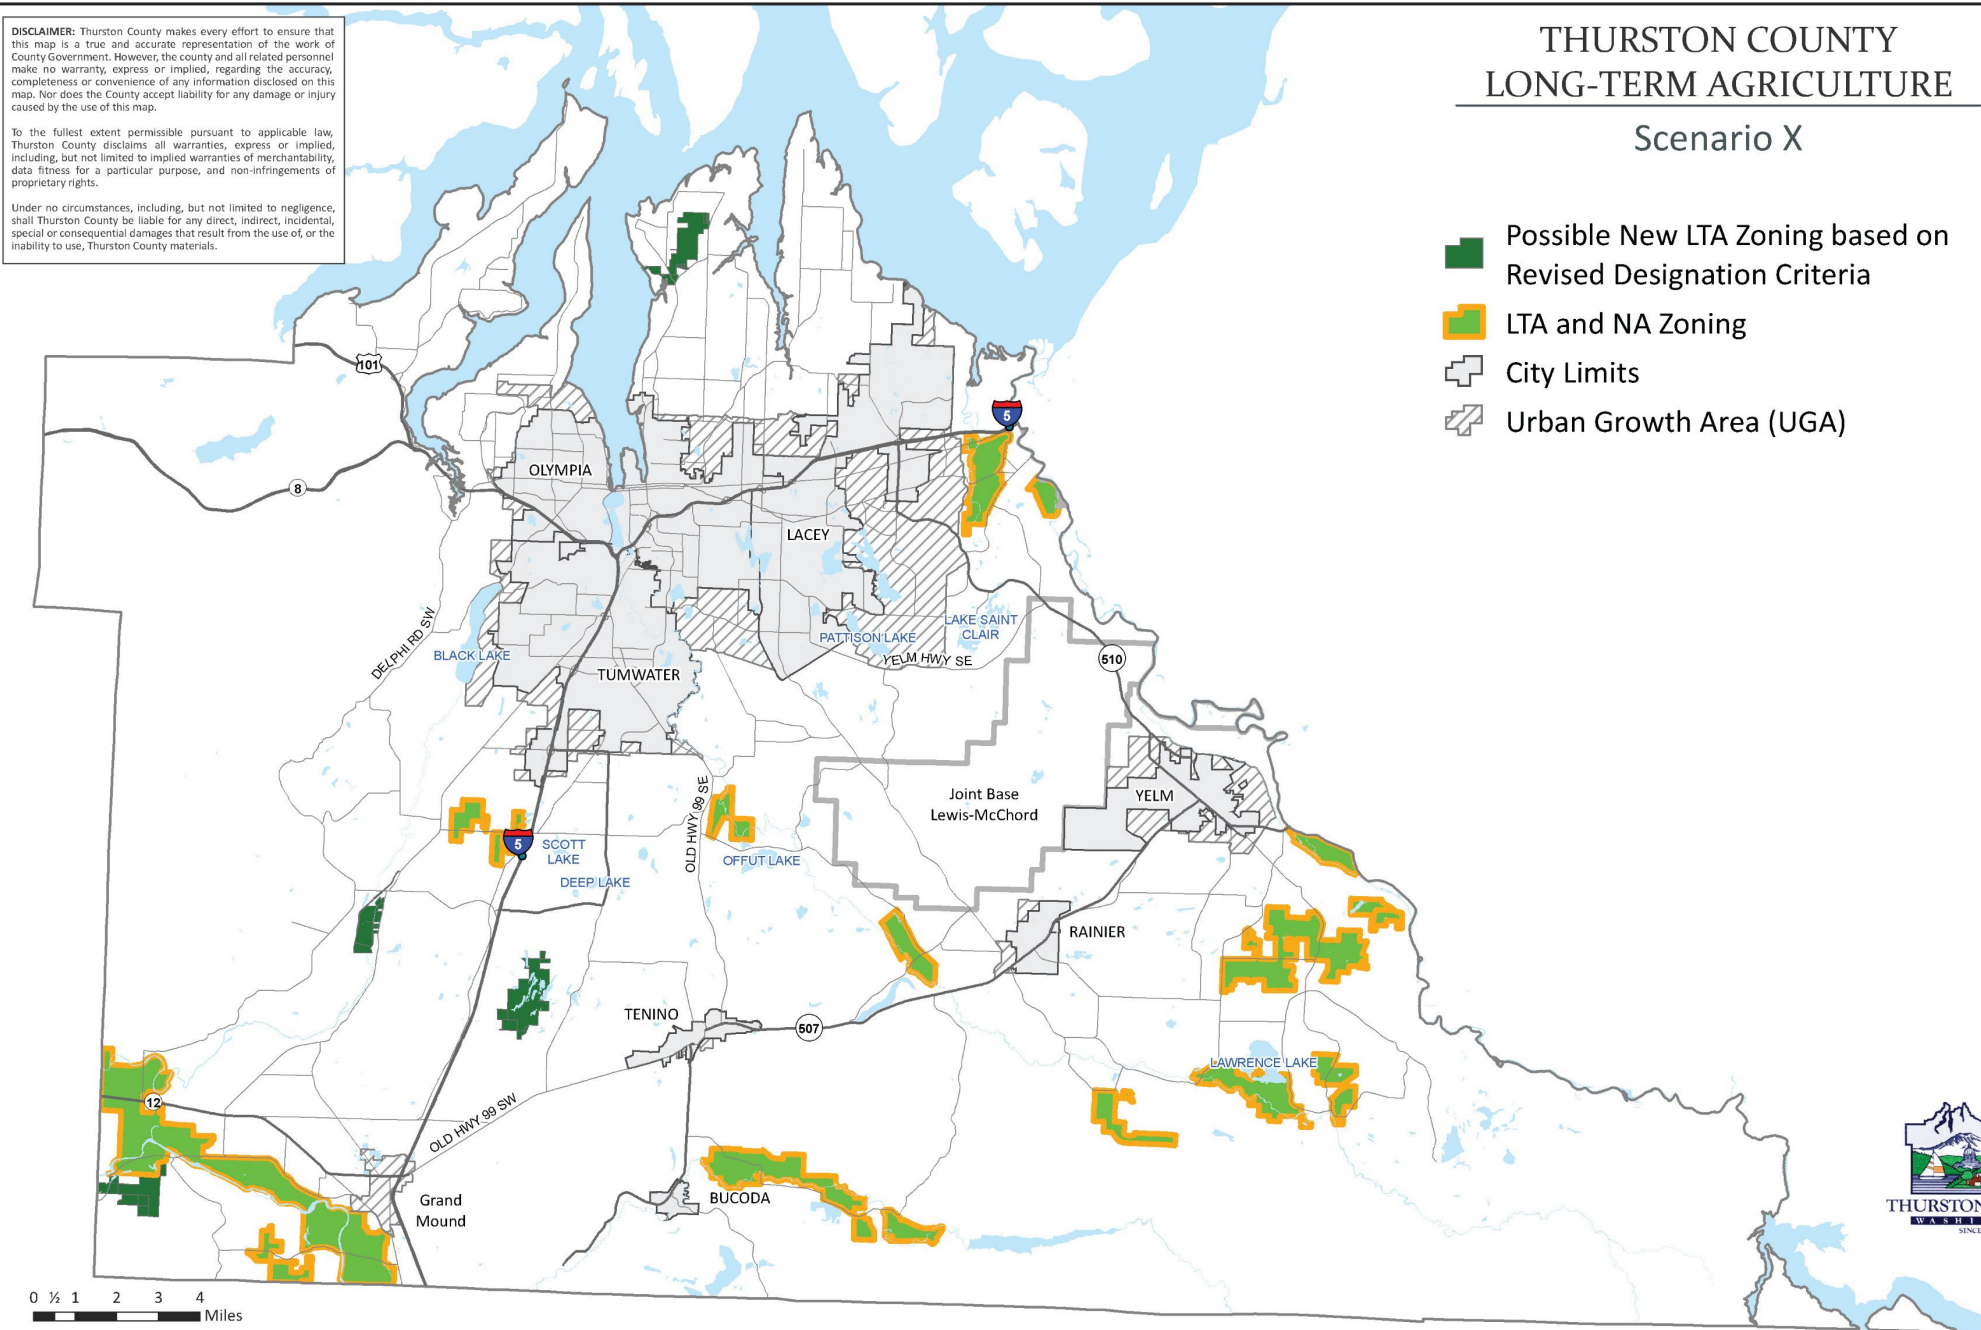 DISCLAIMER: Thurston County makes every effort to ensure that
this map is a true and accurate representation of the work of
County Government. However, the county and all related personnel
make no warranty, express or implied, regarding the accuracy,
completeness or convenience of any information disclosed on this
map. Nor does the County accept liability for any damage or injury
caused by the use of this map.
To the fullest extent permissible pursuant to applicable law,
Thurston County disclaims all warranties, express or implied,
including, but not limited to implied warranties of merchantability,
data fitness for a particular purpose, and non-infringements of
proprietary rights.
Under no circumstances, including, but not limited to negligence,
shall Thurston County be liable for any direct, indirect, incidental,
special or consequential damages that result from the use of, or the
inability to use, Thurston County materials.
THURSTON COUNTY
LONG-TERM AGRICULTURE
Scenario X
Possible New LTA Zoning based on
Revised Designation Criteria
LTA and NA Zoning
City Limits
Urban Growth Area (UGA)
101
5
8
OLYMPIA
LACEY
DELPHI RD SW
BLACK LAKE
PATTISON LAKE
LAKE SAINT
CLAIR
YELM HWY SE
510
TUMWATER
OLD HWY 99 SE
Joint Base
Lewis-McChord
YELM
5
SCOTT
LAKE
OFFUT LAKE
DEEP LAKE
RAINIER
TENINO
507
LAWRENCE LAKE
12
OLD HWY 99 SW
Grand
Mound
BUCODA
THURSTON
WASHI
SINCE
0 ½ 1 2 3 4
Miles